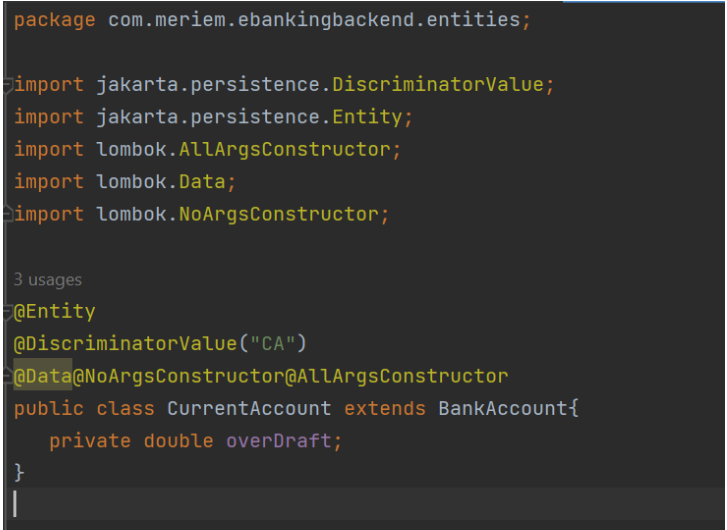 package com.meriem.ebankingbackend.entities;
import jakarta.persistence.DiscriminatorValue;
import jakarta.persistence.Entity;
import lombok.AllArgsConstructor;
import lombok.Data;
import lombok.NoArgsConstructor;
3 usages
@Entity
@DiscriminatorValue("CA")
@Data@NoArgsConstructor@AllArgsConstructor
public class CurrentAccount extends BankAccount{
private double overDraft;
}